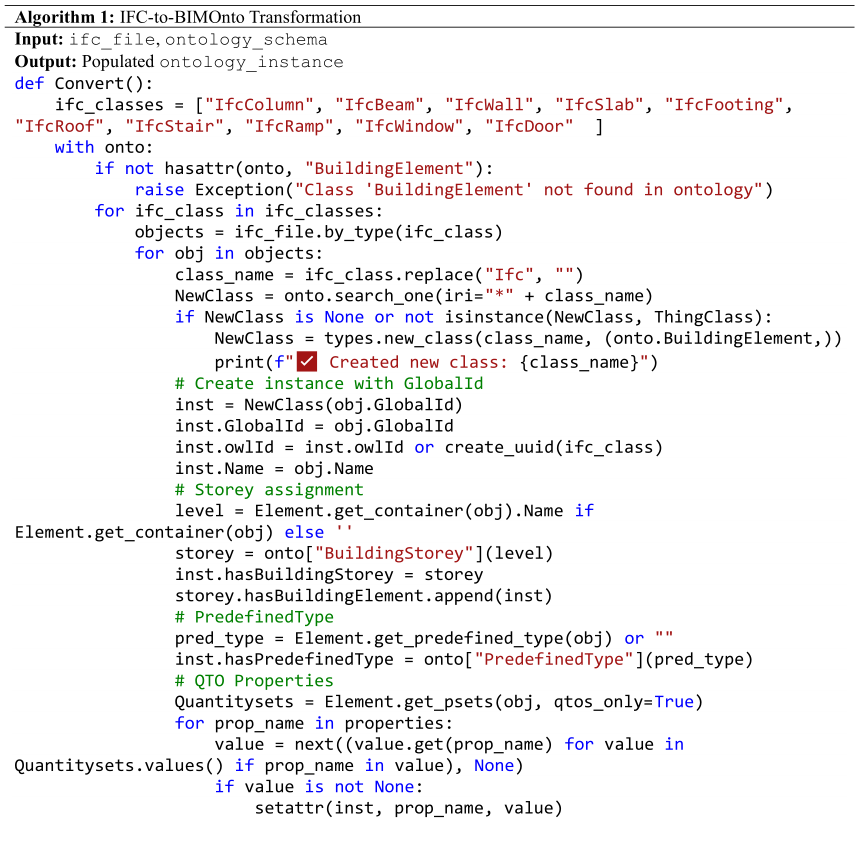 Algorithm 1: IFC-to-BIMOnto Transformation
Input: ifc_file, ontology_schema
Output: Populated ontology_instance
def Convert():
    ifc_classes = ["IfcColumn", "IfcBeam", "IfcWall", "IfcSlab", "IfcFooting",
"IfcRoof", "IfcStair", "IfcRamp", "IfcWindow", "IfcDoor"  ]
    with onto:
        if not hasattr(onto, "BuildingElement"):
            raise Exception("Class 'BuildingElement' not found in ontology")
        for ifc_class in ifc_classes:
            objects = ifc_file.by_type(ifc_class)
            for obj in objects:
                class_name = ifc_class.replace("Ifc", "")
                NewClass = onto.search_one(iri="*" + class_name)
                if NewClass is None or not isinstance(NewClass, ThingClass):
                    NewClass = types.new_class(class_name, (onto.BuildingElement,))
                    print(f"✅ Created new class: {class_name}")
                # Create instance with GlobalId
                inst = NewClass(obj.GlobalId)
                inst.GlobalId = obj.GlobalId
                inst.owlId = inst.owlId or create_uuid(ifc_class)
                inst.Name = obj.Name
                # Storey assignment
                level = Element.get_container(obj).Name if
Element.get_container(obj) else ''
                storey = onto["BuildingStorey"](level)
                inst.hasBuildingStorey = storey
                storey.hasBuildingElement.append(inst)
                # PredefinedType
                pred_type = Element.get_predefined_type(obj) or ""
                inst.hasPredefinedType = onto["PredefinedType"](pred_type)
                # QTO Properties
                Quantitysets = Element.get_psets(obj, qtos_only=True)
                for prop_name in properties:
                    value = next((value.get(prop_name) for value in
Quantitysets.values() if prop_name in value), None)
                    if value is not None:
                        setattr(inst, prop_name, value)